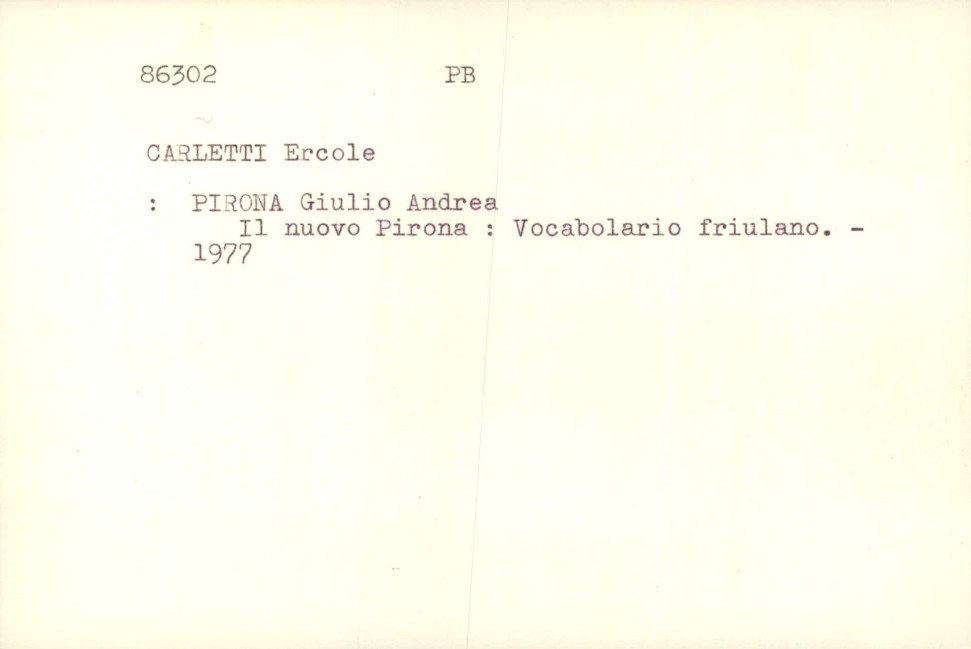 86302 PB
CARLETTI Ercole
: PIRONA Giulio Andrea
Il nuovo Pirona : Vocabolario friulano. -
1977